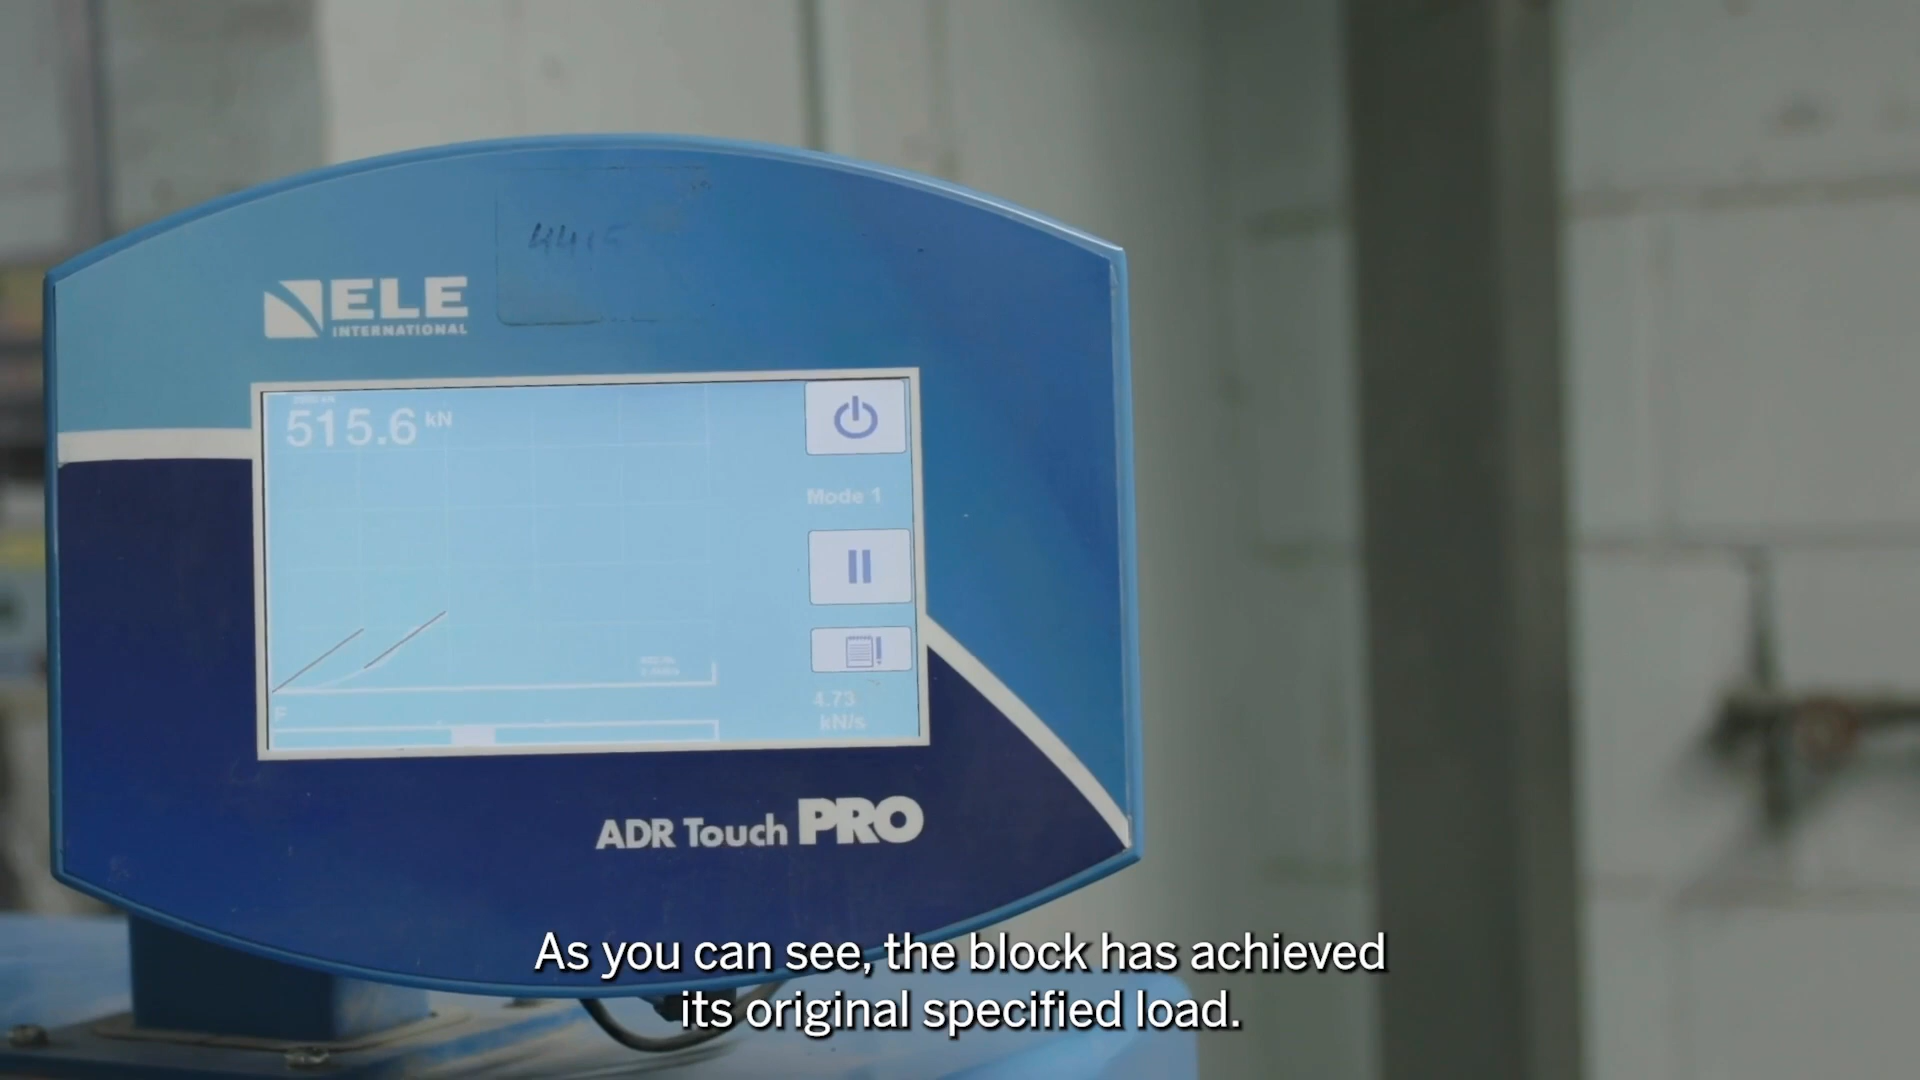 ELE
INTERNATIONAL
515.6 kN
Mode 1
4.73
kN/s
F
ADR Touch PRO
As you can see, the block has achieved
its original specified load.